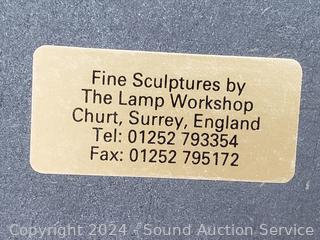 Fine Sculptures by
The Lamp Workshop
Churt, Surrey, England
Tel: 01252 793354
Fax: 01252 795172
Copyright 2024 - Sound Auction Service